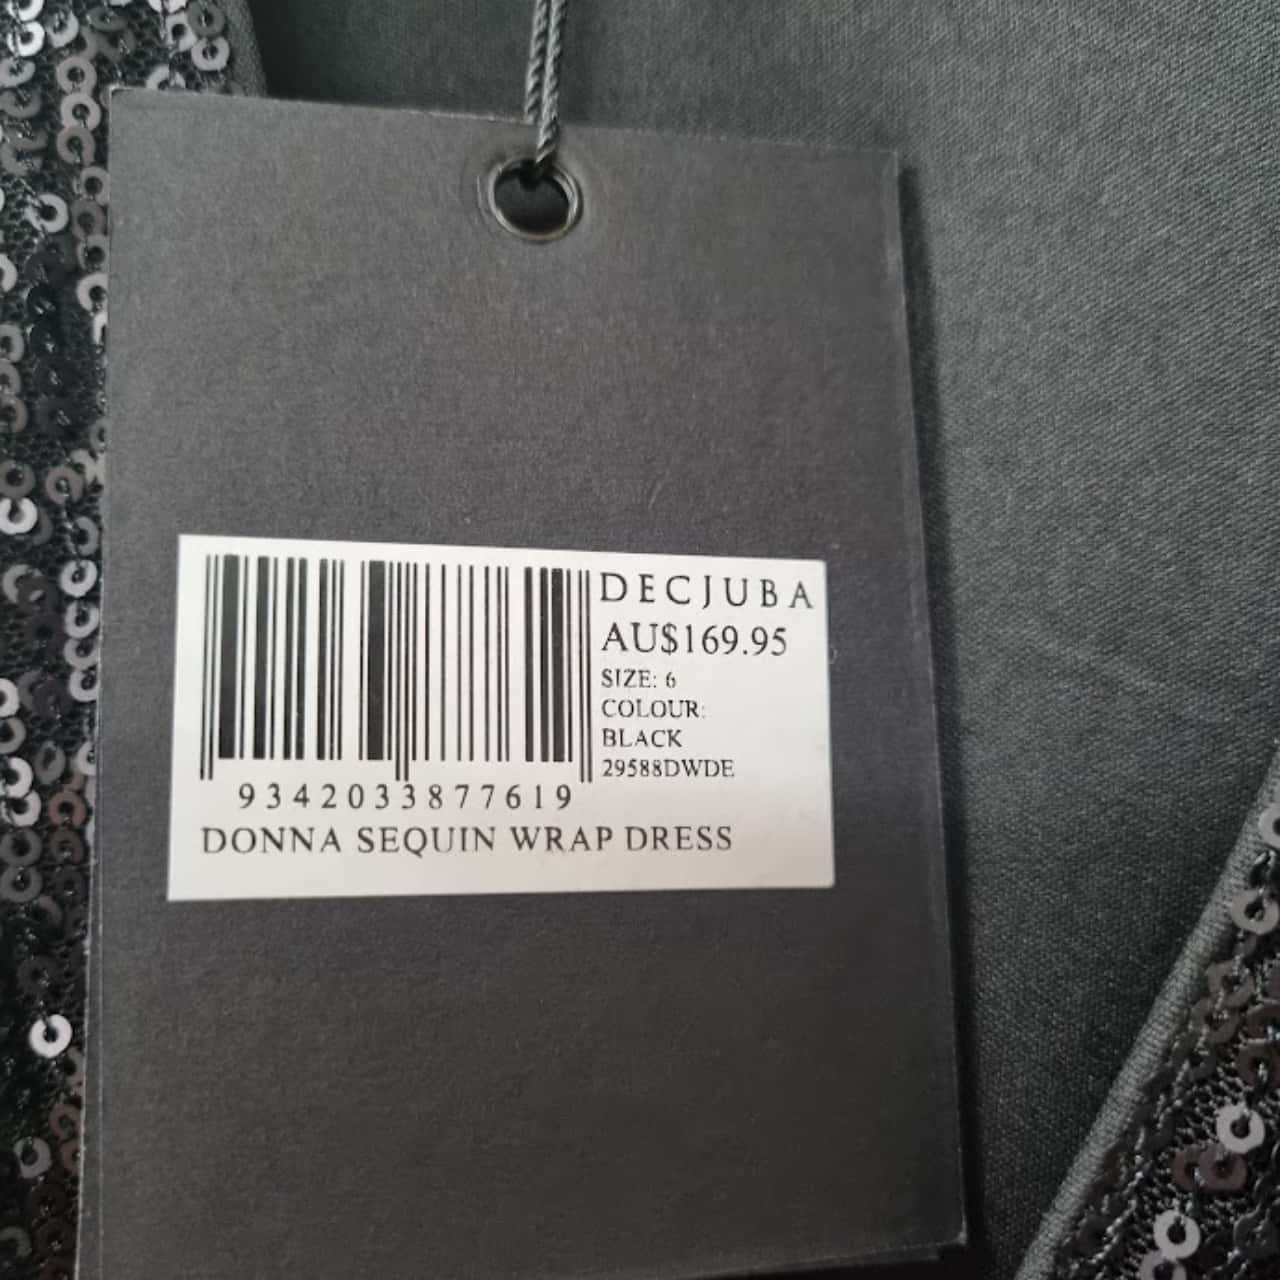 DECJUBA
AU$169.95
SIZE: 6
COLOUR:
BLACK
29588DWDE
9342033877619
DONNA SEQUIN WRAP DRESS